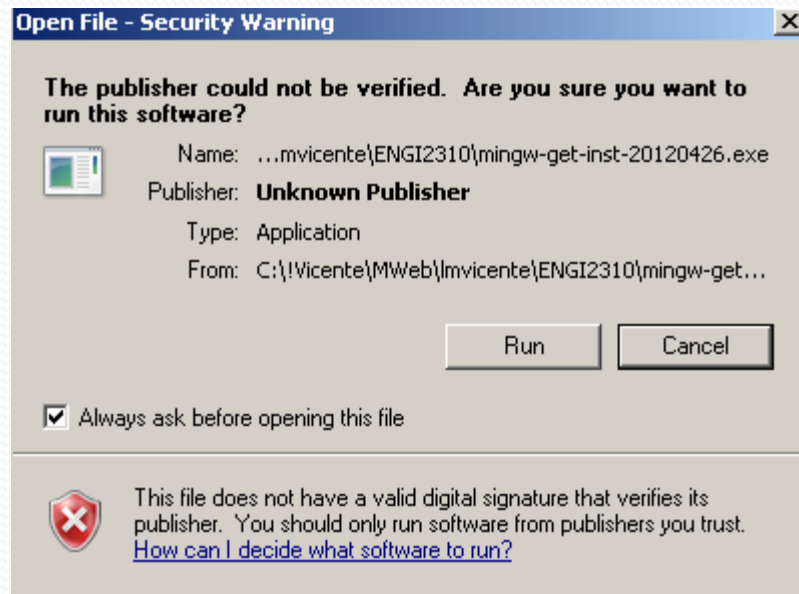 Open File - Security Warning
The publisher could not be verified.  Are you sure you want to
run this software?
Name: ...mvicente\ENGI2310\mingw-get-inst-20120426.exe
Publisher: Unknown Publisher
Type: Application
From: C:\!Vicente\MWeb\lmvicente\ENGI2310\mingw-get...
Run Cancel
Always ask before opening this file
This file does not have a valid digital signature that verifies its
publisher.  You should only run software from publishers you trust.
How can I decide what software to run?